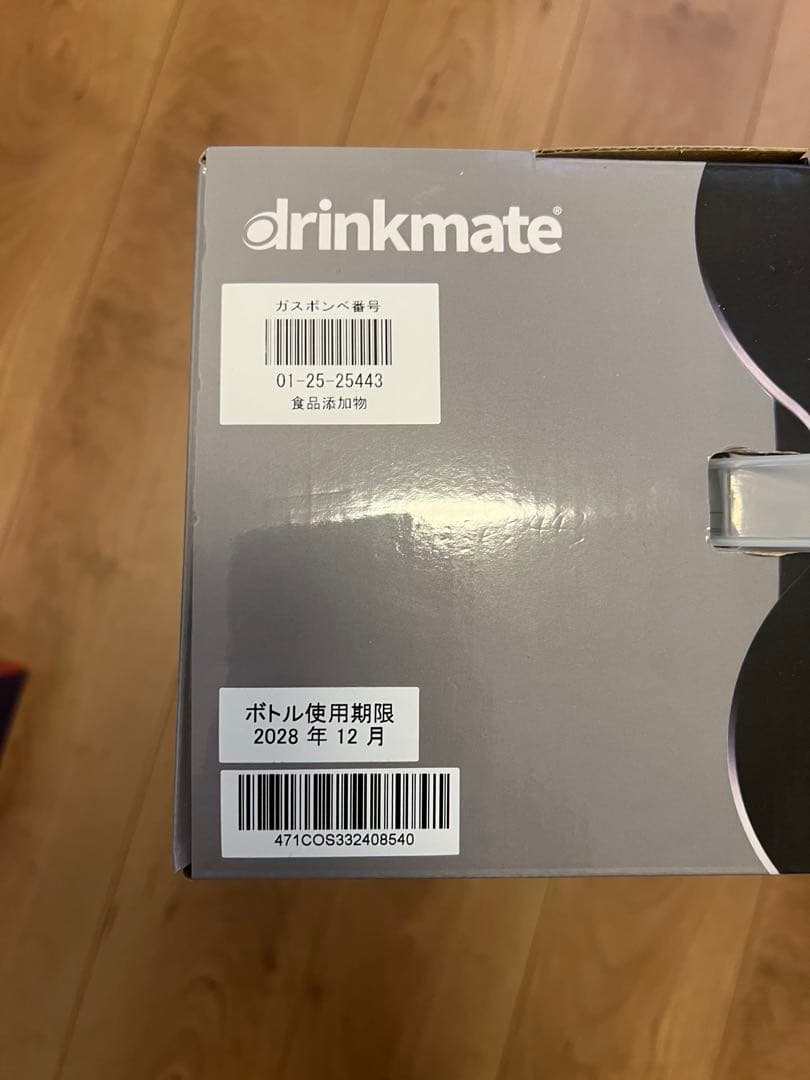 drinkmate®
ガスボンベ番号
01-25-25443
食品添加物
ボトル使用期限
2028 年 12 月
471COS332408540